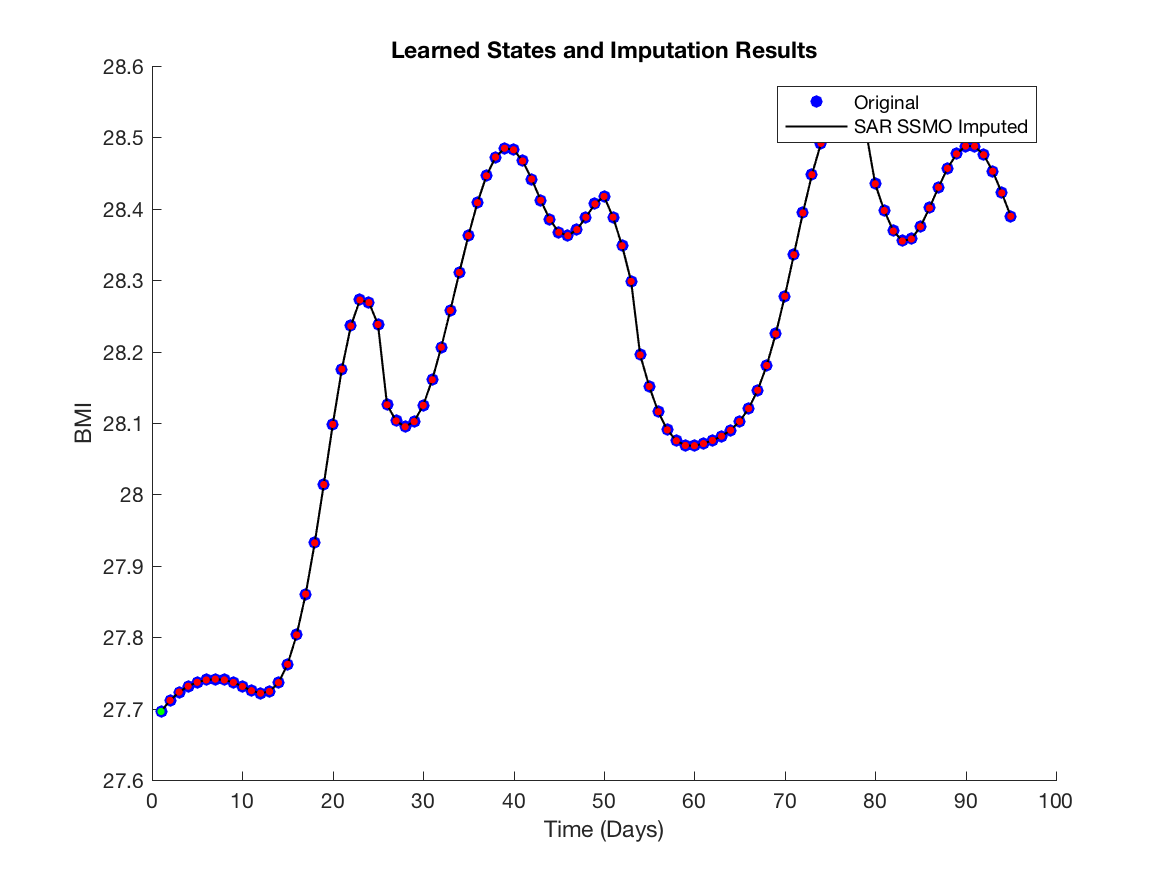 Learned States and Imputation Results
Original
SAR SSMO Imputed
28.6
28.5
28.4
28.3
28.2
28.1
28
27.9
27.8
27.7
27.6
BMI
0 10 20 30 40 50 60 70 80 90 100
Time (Days)